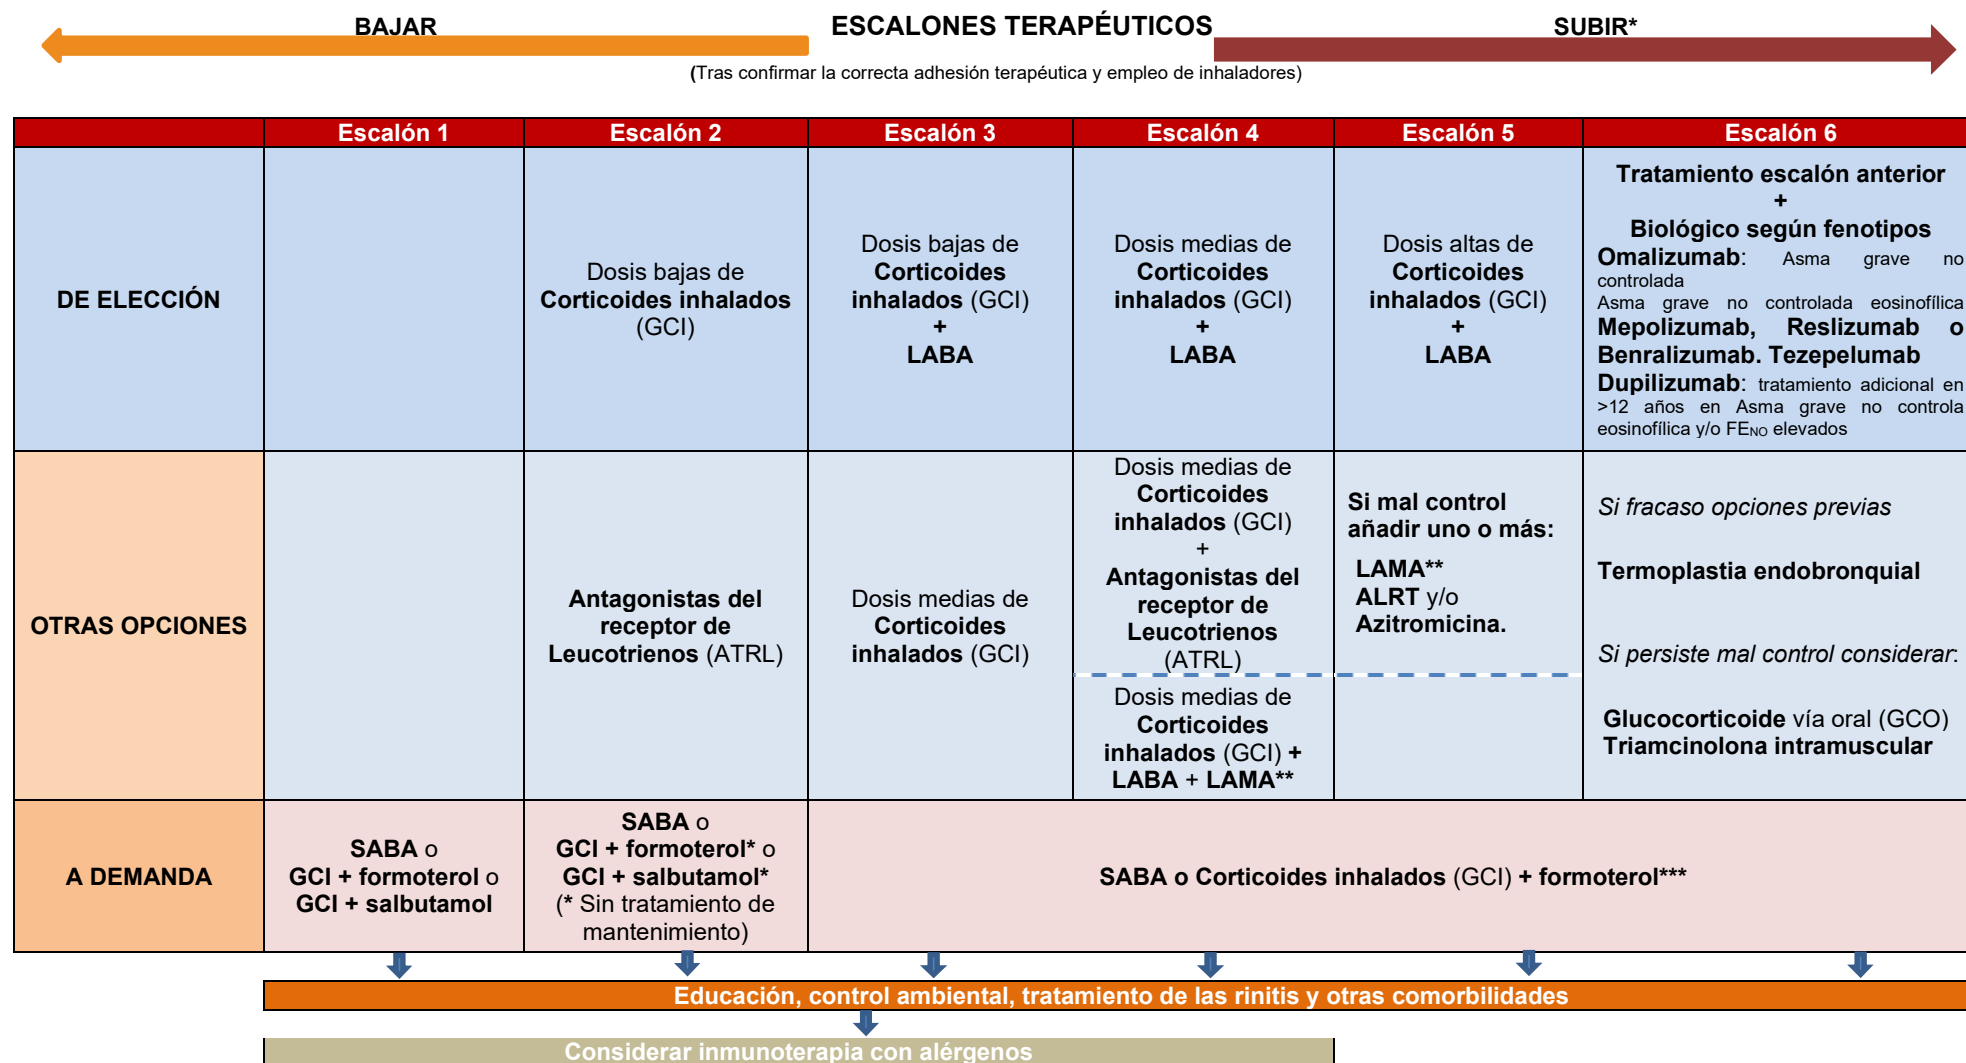 BAJAR
ESCALONES TERAPÉUTICOS
SUBIR*
(Tras confirmar la correcta adhesión terapéutica y empleo de inhaladores)
Escalón 1
Escalón 2
Escalón 3
Escalón 4
Escalón 5
Escalón 6
DE ELECCIÓN
Dosis bajas de
Corticoides inhalados
(GCI)
Dosis bajas de
Corticoides
inhalados (GCI)
+
LABA
Dosis medias de
Corticoides
inhalados (GCI)
+
LABA
Dosis altas de
Corticoides
inhalados (GCI)
+
LABA
Tratamiento escalón anterior
+
Biológico según fenotipos
Omalizumab: Asma grave no
controlada
Asma grave no controlada eosinofílica
Mepolizumab, Reslizumab o
Benralizumab. Tezepelumab
Dupilizumab: tratamiento adicional en
>12 años en Asma grave no controla
eosinofílica y/o FENO elevados
OTRAS OPCIONES
Antagonistas del
receptor de
Leucotrienos (ATRL)
Dosis medias de
Corticoides
inhalados (GCI)
Dosis medias de
Corticoides
inhalados (GCI)
+
Antagonistas del
receptor de
Leucotrienos
(ATRL)
Dosis medias de
Corticoides
inhalados (GCI) +
LABA + LAMA**
Si mal control
añadir uno o más:
LAMA**
ALRT y/o
Azitromicina.
Si fracaso opciones previas
Termoplastia endobronquial
Si persiste mal control considerar:
Glucocorticoide vía oral (GCO)
Triamcinolona intramuscular
A DEMANDA
SABA o
GCI + formoterol o
GCI + salbutamol
SABA o
GCI + formoterol* o
GCI + salbutamol*
(* Sin tratamiento de
mantenimiento)
SABA o Corticoides inhalados (GCI) + formoterol***
Educación, control ambiental, tratamiento de las rinitis y otras comorbilidades
Considerar inmunoterapia con alérgenos